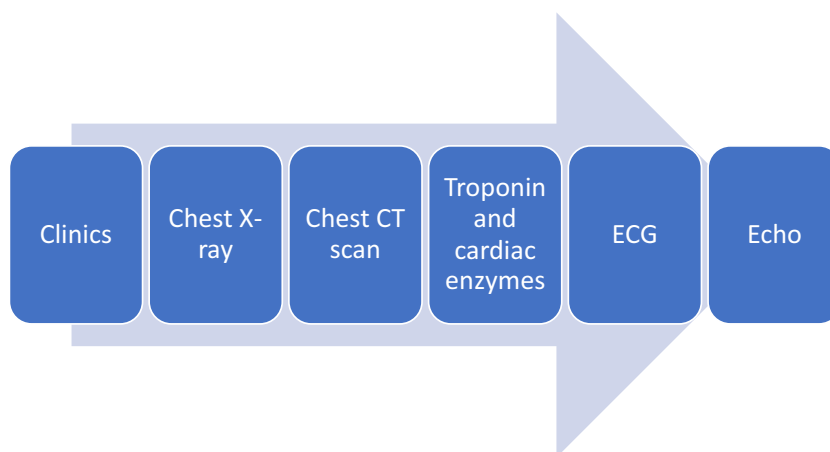 Clinics
Chest X-
ray
Chest CT
scan
Troponin
and
cardiac
enzymes
ECG
Echo